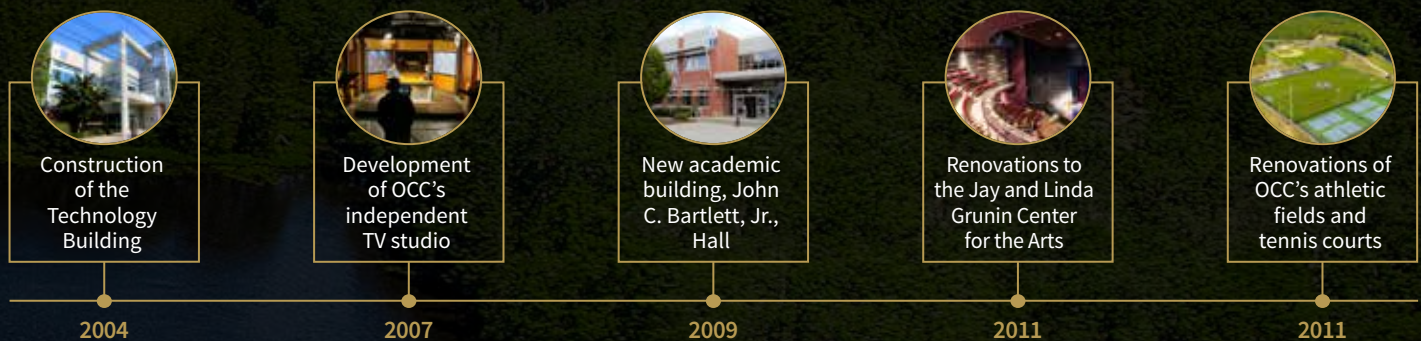 Construction
of the
Technology
Building
2004
Development
of OCC’s
independent
TV studio
2007
New academic
building, John
C. Bartlett, Jr.,
Hall
2009
Renovations to
the Jay and Linda
Grunin Center
for the Arts
2011
Renovations of
OCC’s athletic
fields and
tennis courts
2011